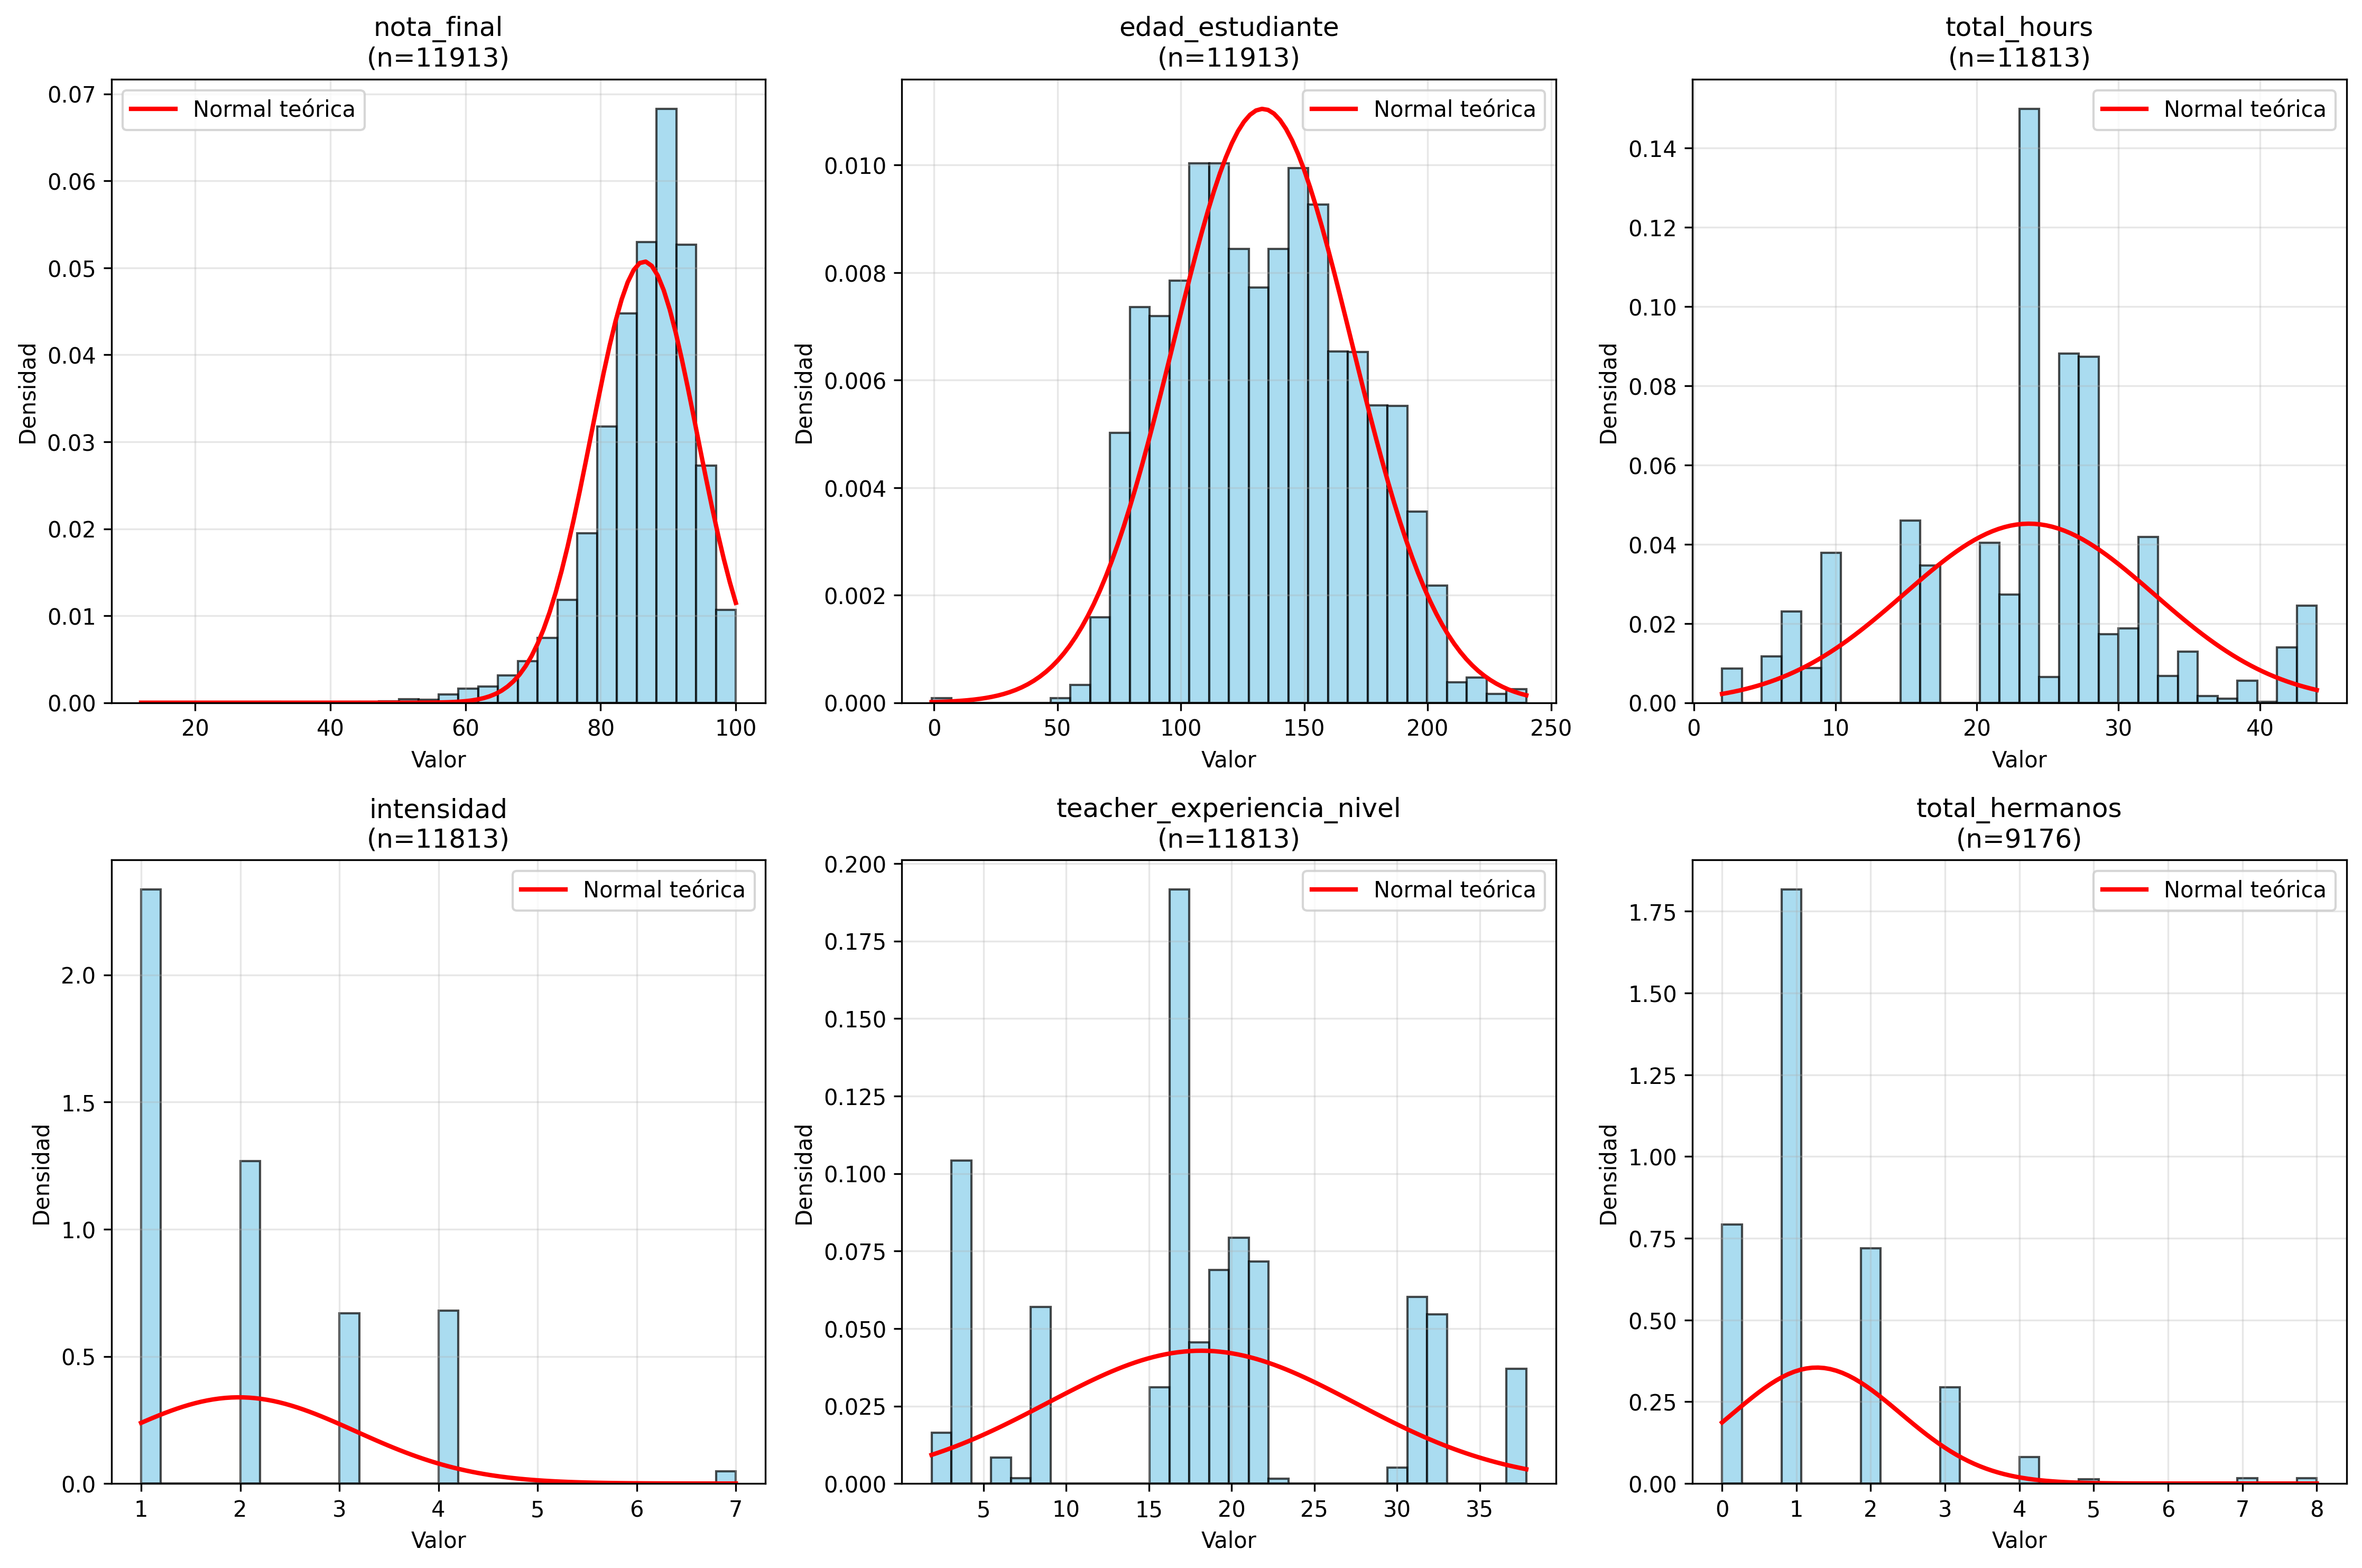 nota_final
(n=11913)
Normal teórica
0.07
0.06
0.05
0.04
0.03
0.02
0.01
0.00
Densidad
20 40 60 80 100
Valor
edad_estudiante
(n=11913)
Normal teórica
0.010
0.008
0.006
0.004
0.002
0.000
Densidad
0 50 100 150 200 250
Valor
total_hours
(n=11813)
Normal teórica
0.14
0.12
0.10
0.08
0.06
0.04
0.02
0.00
Densidad
0 10 20 30 40
Valor
intensidad
(n=11813)
Normal teórica
2.0
1.5
1.0
0.5
0.0
Densidad
1 2 3 4 5 6 7
Valor
teacher_experiencia_nivel
(n=11813)
Normal teórica
0.200
0.175
0.150
0.125
0.100
0.075
0.050
0.025
0.000
Densidad
5 10 15 20 25 30 35
Valor
total_hermanos
(n=9176)
Normal teórica
1.75
1.50
1.25
1.00
0.75
0.50
0.25
0.00
Densidad
0 1 2 3 4 5 6 7 8
Valor